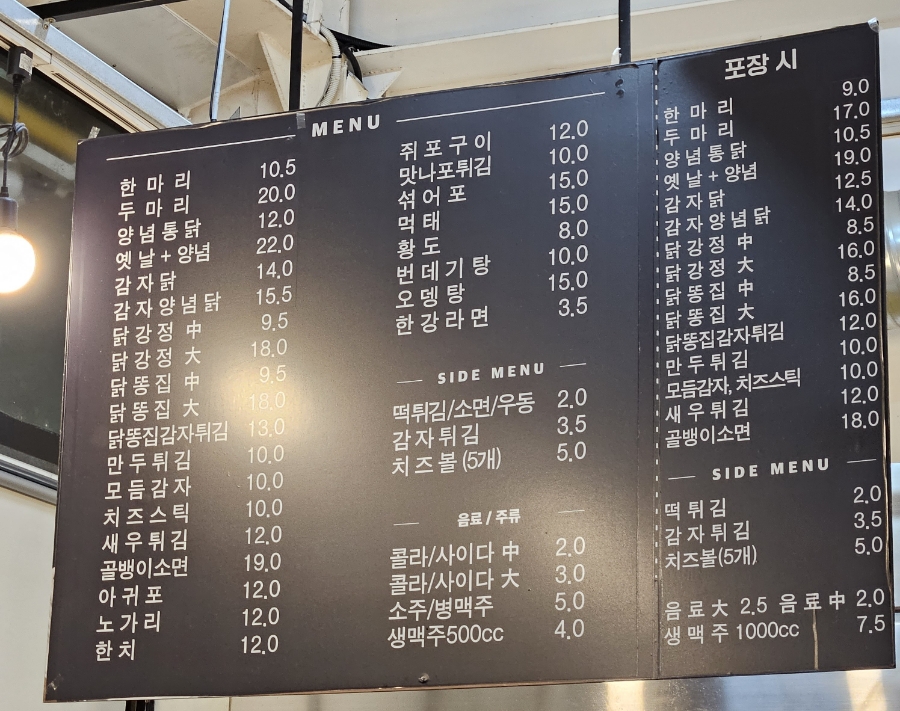 MENU
한 마 리 10.5
두 마 리 20.0
양 념 통 닭 12.0
옛 날 + 양념 22.0
감 자 닭 14.0
감 자 양 념 닭 15.5
닭 강 정 中 9.5
닭 강 정 大 18.0
닭 똥 집 中 9.5
닭 똥 집 大 18.0
닭똥집감자튀김 13.0
만 두 튀 김 10.0
모 듬 감 자 10.0
치 즈 스 틱 10.0
새 우 튀 김 12.0
골뱅이소면 19.0
아 귀 포 12.0
노 가 리 12.0
한 치 12.0
쥐 포 구 이 12.0
맛나포튀김 10.0
섞 어 포 15.0
먹 태 15.0
황 도 8.0
번 데 기 탕 10.0
오 뎅 탕 15.0
한 강 라 면 3.5
SIDE MENU
떡튀김/소면/우동 2.0
감 자 튀 김 3.5
치 즈 볼 (5개) 5.0
음료 / 주류
콜라/사이다 中 2.0
콜라/사이다 大 3.0
소주/병맥주 5.0
생맥주500cc 4.0
포장 시
한 마 리 9.0
두 마 리 17.0
양 념 통 닭 10.5
옛 날 + 양념 19.0
감 자 닭 12.5
감 자 양 념 닭 14.0
닭 강 정 中 8.5
닭 강 정 大 16.0
닭 똥 집 中 8.5
닭 똥 집 大 16.0
닭똥집감자튀김 12.0
만 두 튀 김 10.0
모듬감자, 치즈스틱 10.0
새 우 튀 김 12.0
골뱅이소면 18.0
SIDE MENU
떡 튀 김 2.0
감 자 튀 김 3.5
치즈볼(5개) 5.0
음 료 大 2.5 음 료 中 2.0
생 맥 주 1000cc 7.5